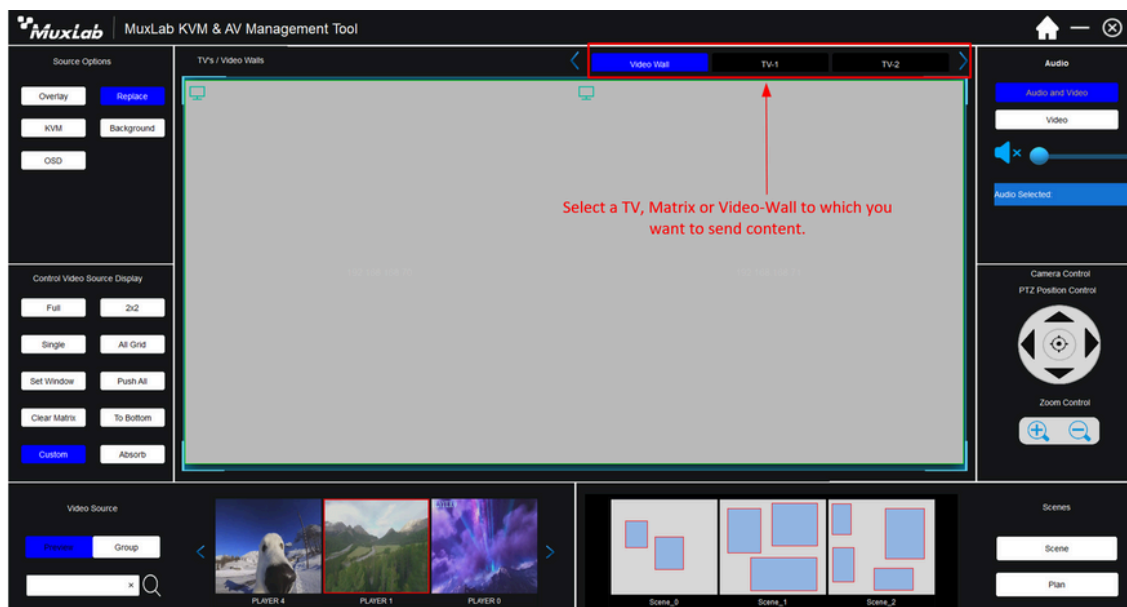 MuxLab
MuxLab KVM & AV Management Tool
Source Options
Overlay
Replace
KVM
Background
OSD
TV's / Video Walls
Video Wall
TV-1
TV-2
Select a TV, Matrix or Video-Wall to which you
want to send content.
Audio
Audio and Video
Video
Audio Selected:
Control Video Source Display
Full
2x2
Single
All Grid
Set Window
Push All
Clear Matrix
To Bottom
Custom
Absorb
Camera Control
PTZ Position Control
Zoom Control
Video Source
Preview
Group
PLAYER 4
PLAYER 1
PLAYER 0
Scene_0
Scene_1
Scene_2
Scenes
Scene
Plan